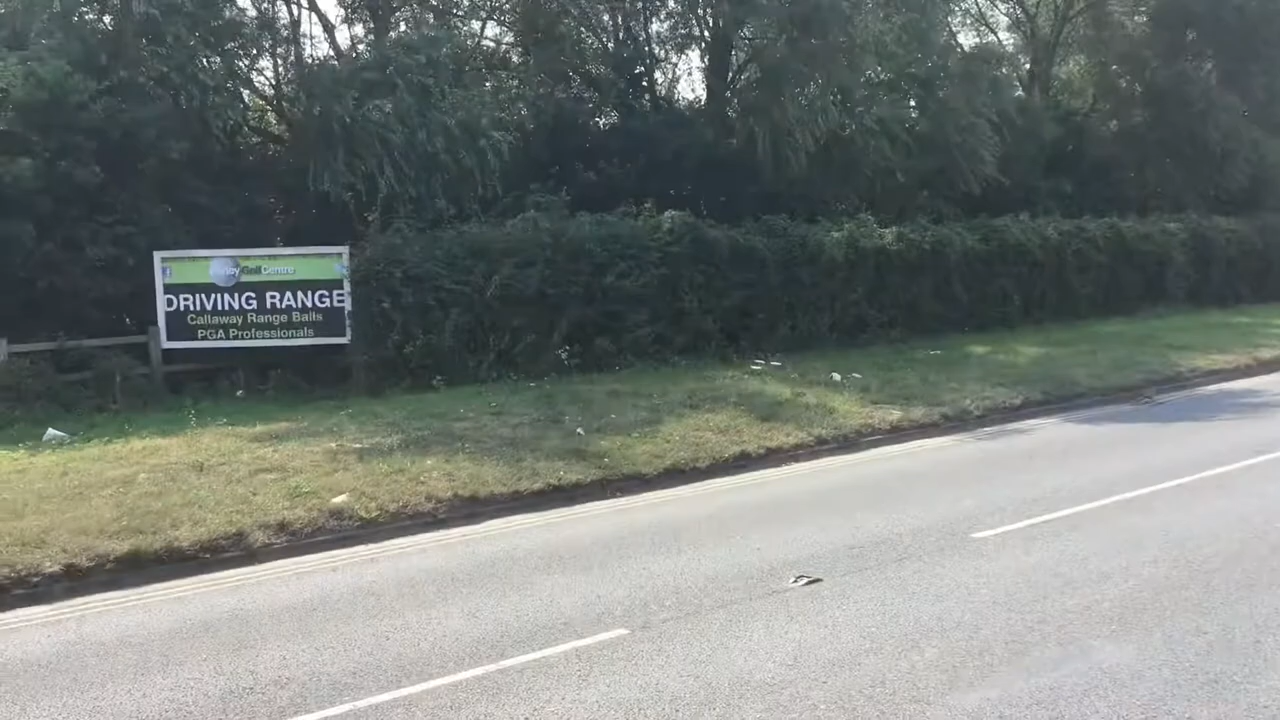 Golf Centre
DRIVING RANGE
Callaway Range Balls
PGA Professionals